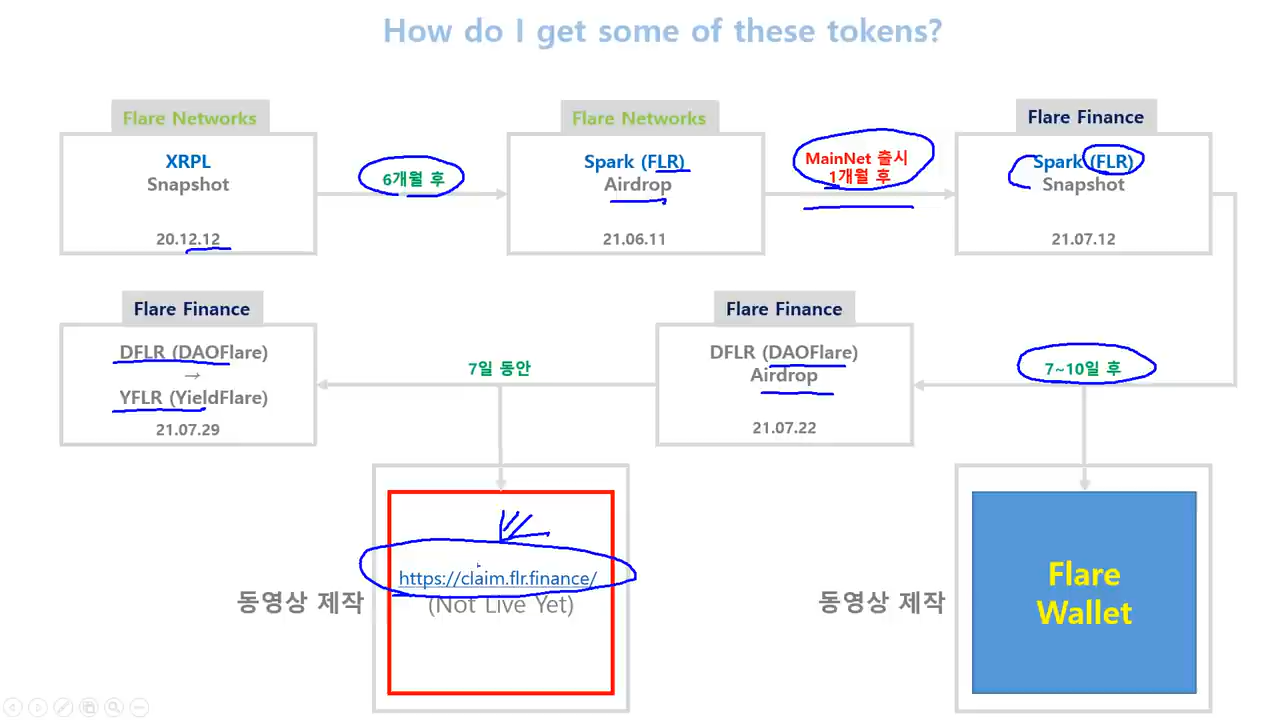 How do I get some of these tokens?
Flare Networks
XRPL
Snapshot
20.12.12
6개월 후
Flare Networks
Spark (FLR)
Airdrop
21.06.11
MainNet 출시
1개월 후
Flare Finance
Spark (FLR)
Snapshot
21.07.12
Flare Finance
DFLR (DAOFlare)
→
YFLR (YieldFlare)
21.07.29
7일 동안
Flare Finance
DFLR (DAOFlare)
Airdrop
21.07.22
7~10일 후
동영상 제작
https://claim.flr.finance/
(Not Live Yet)
동영상 제작
Flare
Wallet